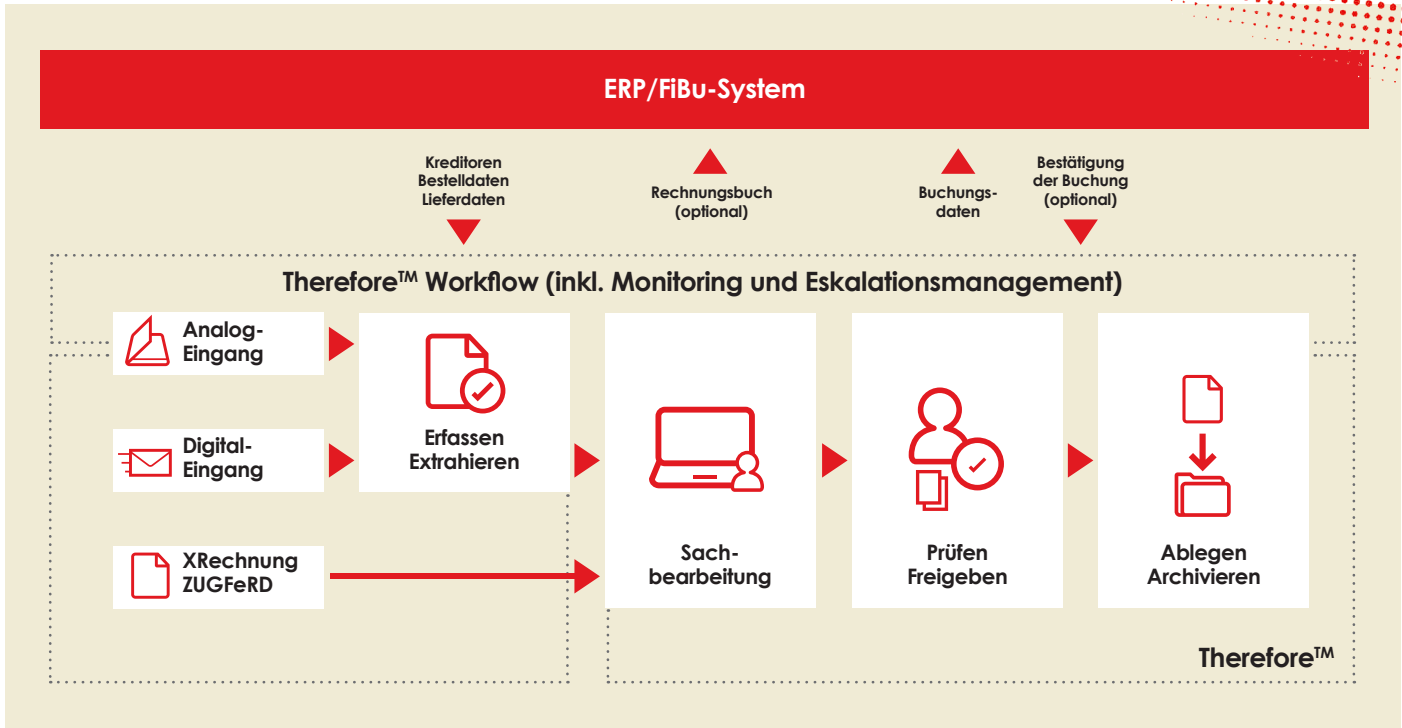 ERP/FiBu-System
Kreditoren
Bestelldaten
Lieferdaten
Rechnungsbuch
(optional)
Buchungs-
daten
Bestätigung
der Buchung
(optional)
Therefore™ Workflow (inkl. Monitoring und Eskalationsmanagement)
Analog-
Eingang
Digital-
Eingang
XRechnung
ZUGFeRD
Erfassen
Extrahieren
Sach-
bearbeitung
Prüfen
Freigeben
Ablegen
Archivieren
Therefore™